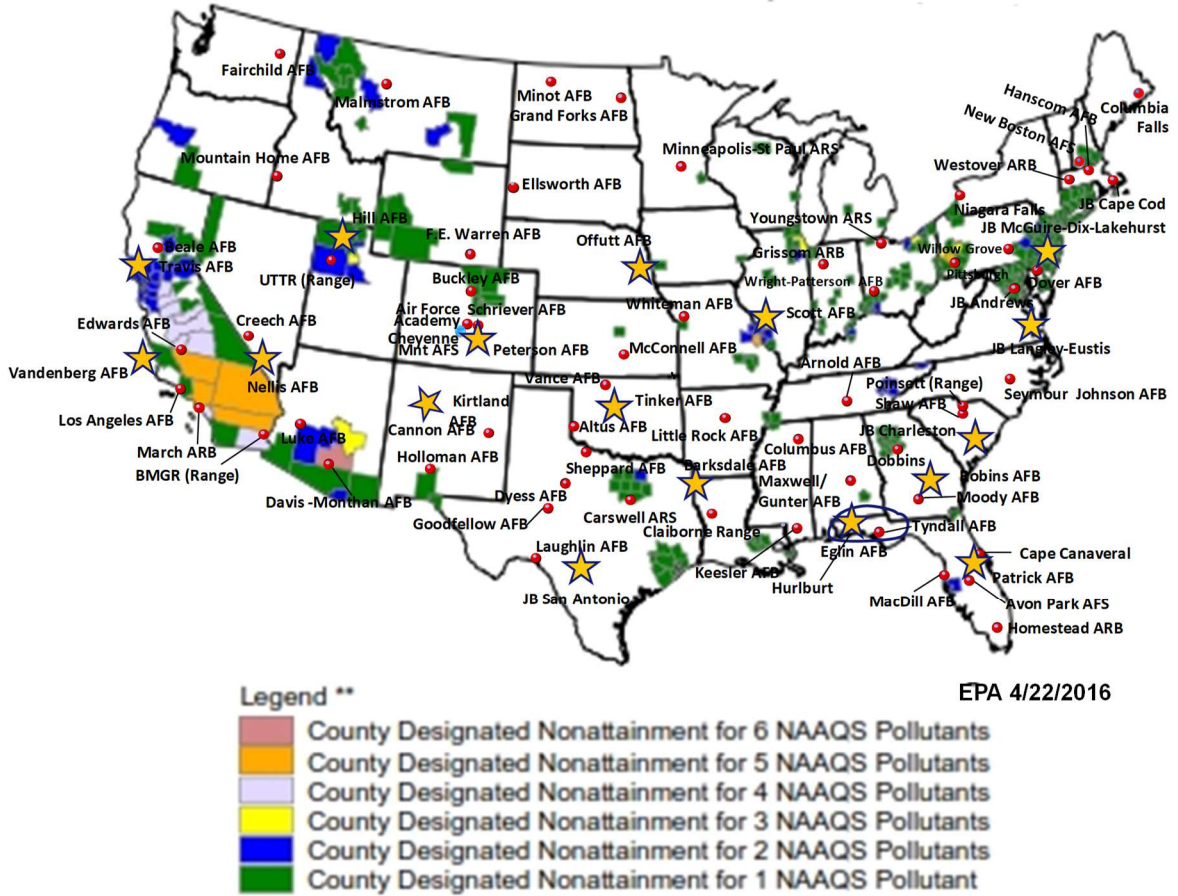 Fairchild AFB
Malmstrom AFB
Minot AFB
Grand Forks AFB
Hanscom AFB
Columbia
Falls
New Boston AFS
Minneapolis-St Paul ARS
Mountain Home AFB
Westover ARB
Ellsworth AFB
JB Cape Cod
Niagara Falls
Hill AFB
Youngstown ARS
JB McGuire-Dix-Lakehurst
F.E. Warren AFB
Offutt AFB
Beale AFB
Grissom ARB
Willow Grove
Travis AFB
UTTR (Range)
Buckley AFB
Wright-Patterson AFB
Pittsburgh
Dover AFB
Whiteman AFB
JB Andrews
Air Force
Academy
Schriever AFB
Scott AFB
Edwards AFB
Creech AFB
Cheyenne
Mnt AFS
Peterson AFB
McConnell AFB
JB Langley-Eustis
Vandenberg AFB
Nellis AFB
Arnold AFB
Vance AFB
Poinsett (Range)
Seymour Johnson AFB
Kirtland
AFB
Tinker AFB
Shaw AFB
Los Angeles AFB
Cannon AFB
Altus AFB
Little Rock AFB
JB Charleston
Luke AFB
March ARB
Holloman AFB
Columbus AFB
Dobbins
BMGR (Range)
Sheppard AFB
Barksdale AFB
Robins AFB
Maxwell/
Gunter AFB
Davis -Monthan AFB
Dyess AFB
Moody AFB
Goodfellow AFB
Carswell ARS
Claiborne Range
Tyndall AFB
Laughlin AFB
Eglin AFB
Cape Canaveral
Keesler AFB
Hurlburt
Patrick AFB
JB San Antonio
MacDill AFB
Avon Park AFS
Homestead ARB
EPA 4/22/2016
Legend **
County Designated Nonattainment for 6 NAAQS Pollutants
County Designated Nonattainment for 5 NAAQS Pollutants
County Designated Nonattainment for 4 NAAQS Pollutants
County Designated Nonattainment for 3 NAAQS Pollutants
County Designated Nonattainment for 2 NAAQS Pollutants
County Designated Nonattainment for 1 NAAQS Pollutant